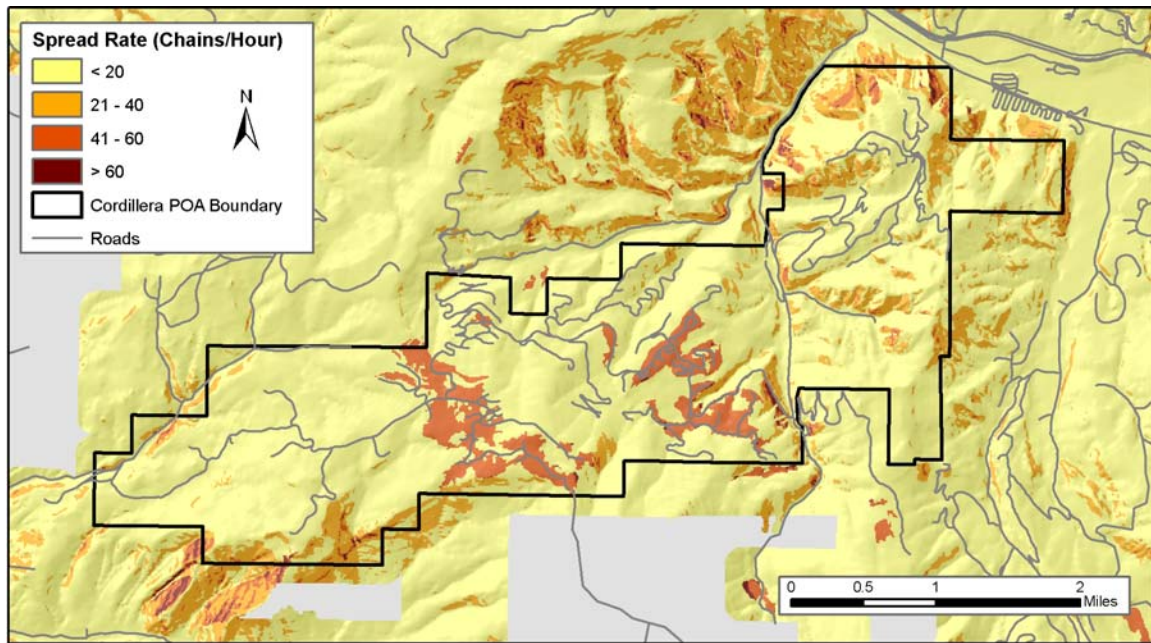 Spread Rate (Chains/Hour)
< 20
21 - 40
41 - 60
> 60
Cordillera POA Boundary
Roads
N
0 0.5 1 2
Miles